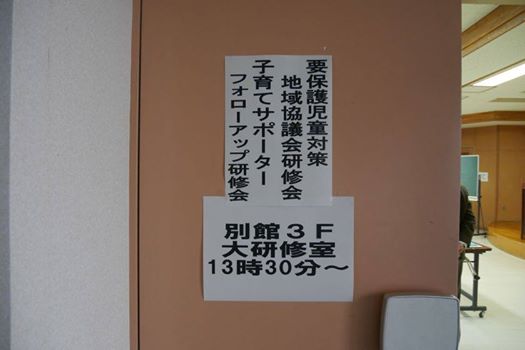 要保護児童対策
地域協議会研修会
子育てサポーター
フォローアップ研修会
別館３Ｆ
大研修室
13時30分～